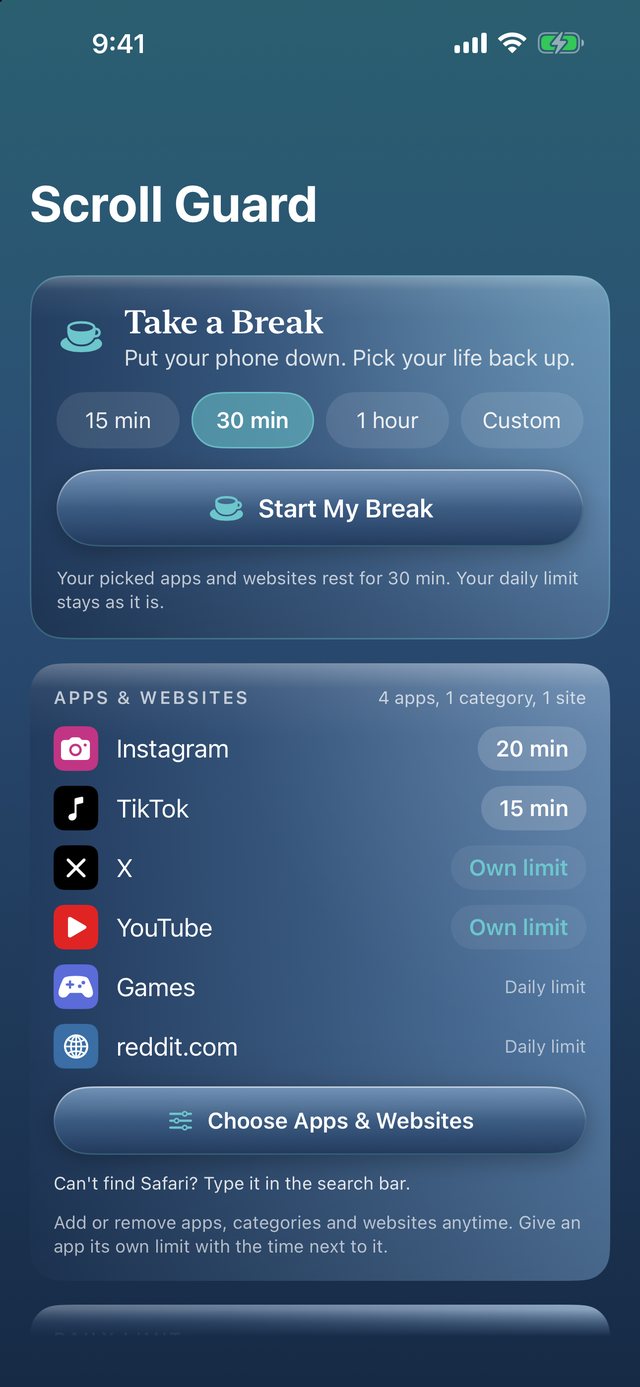 9:41
Scroll Guard
Take a Break
Put your phone down. Pick your life back up.
15 min
30 min
1 hour
Custom
Start My Break
Your picked apps and websites rest for 30 min. Your daily limit
stays as it is.
APPS & WEBSITES
4 apps, 1 category, 1 site
Instagram
20 min
TikTok
15 min
X
Own limit
YouTube
Own limit
Games
Daily limit
reddit.com
Daily limit
Choose Apps & Websites
Can't find Safari? Type it in the search bar.
Add or remove apps, categories and websites anytime. Give an
app its own limit with the time next to it.